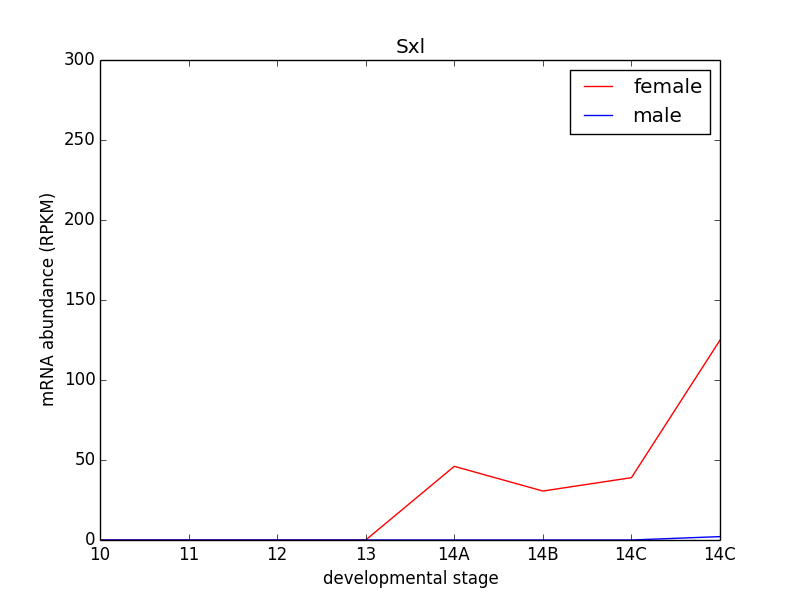 Sxl
300
250
200
150
100
50
0
mRNA abundance (RPKM)
female
male
10 11 12 13 14A 14B 14C 14C
developmental stage